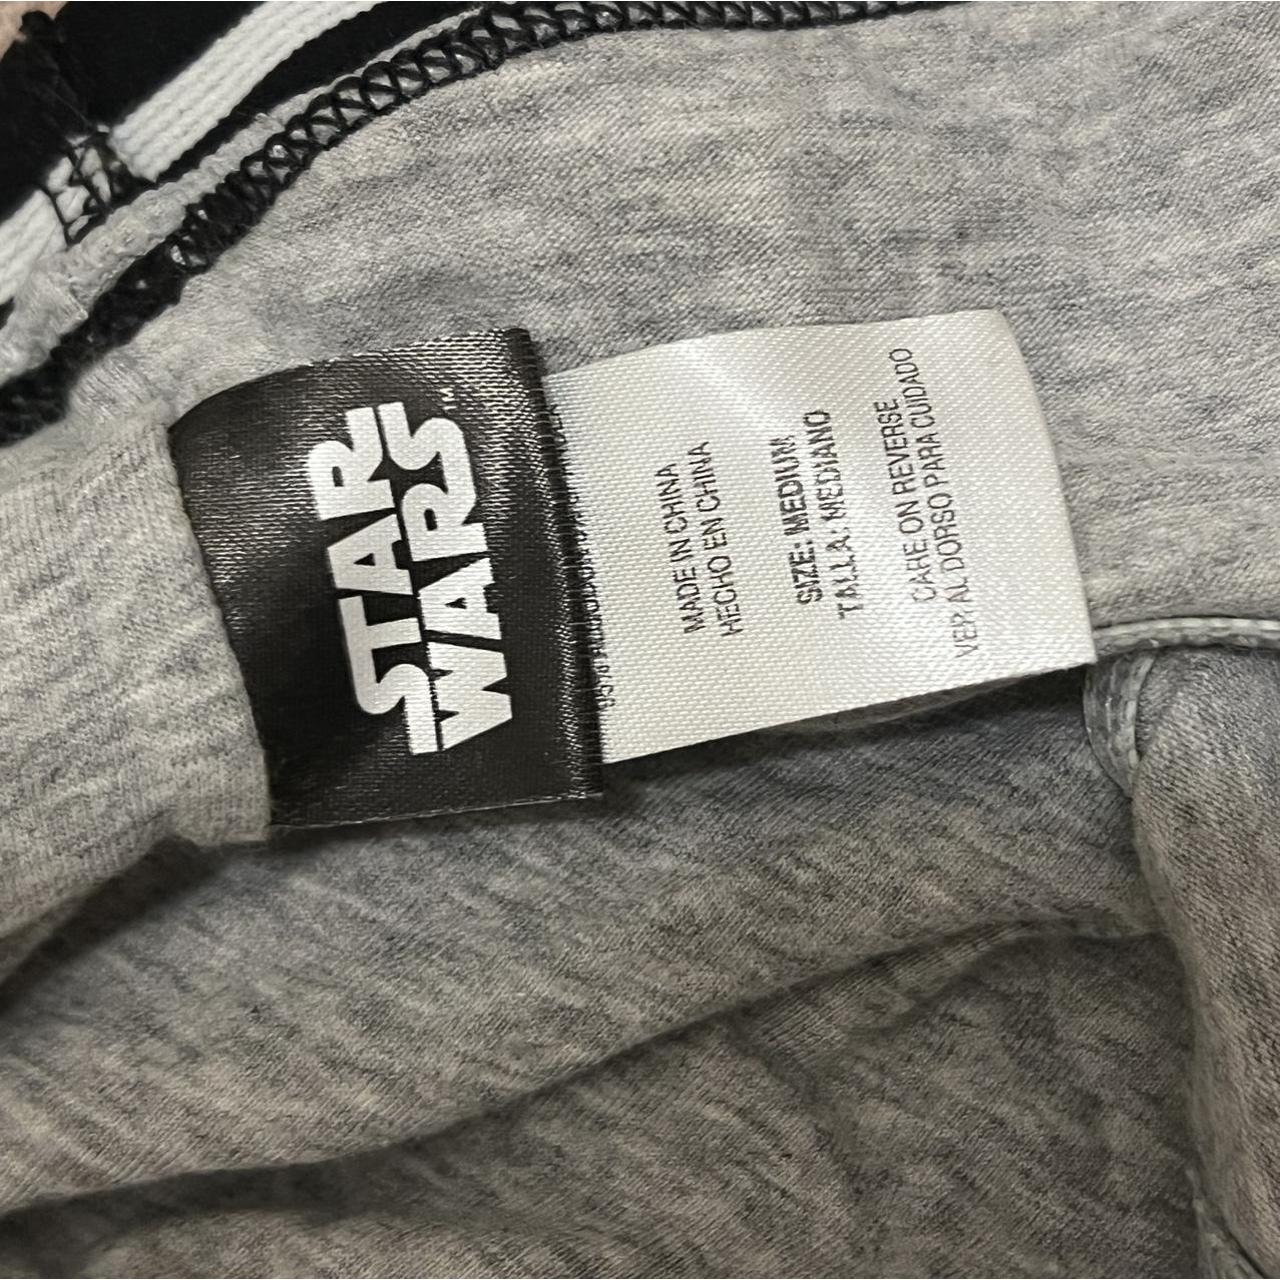 STAR
WARS™
MADE IN CHINA
HECHO EN CHINA
SIZE: MEDIUM
TALLA: MEDIANO
CARE ON REVERSE
VER AL DORSO PARA CUIDADO